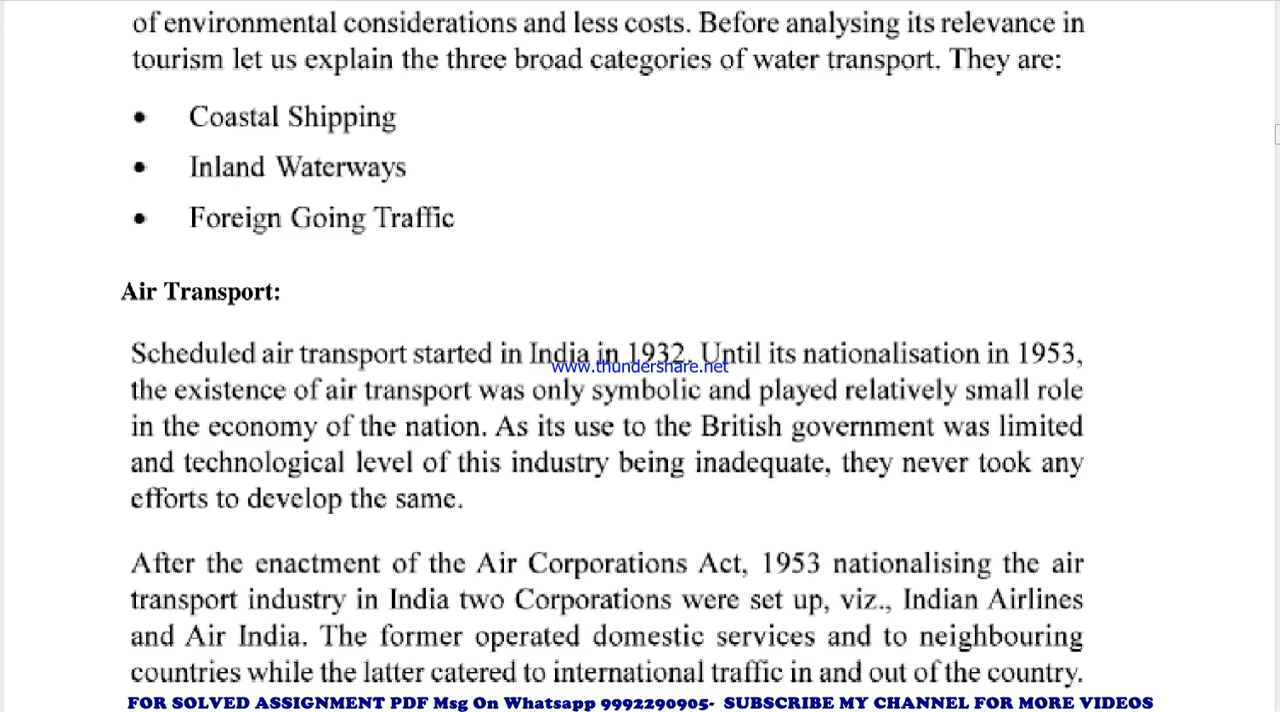 of environmental considerations and less costs. Before analysing its relevance in
tourism let us explain the three broad categories of water transport. They are:
• Coastal Shipping
• Inland Waterways
• Foreign Going Traffic
Air Transport:
Scheduled air transport started in India in 1932. Until its nationalisation in 1953,
www.thundershare.net
the existence of air transport was only symbolic and played relatively small role
in the economy of the nation. As its use to the British government was limited
and technological level of this industry being inadequate, they never took any
efforts to develop the same.
After the enactment of the Air Corporations Act, 1953 nationalising the air
transport industry in India two Corporations were set up, viz., Indian Airlines
and Air India. The former operated domestic services and to neighbouring
countries while the latter catered to international traffic in and out of the country.
FOR SOLVED ASSIGNMENT PDF Msg On Whatsapp 9992290905- SUBSCRIBE MY CHANNEL FOR MORE VIDEOS